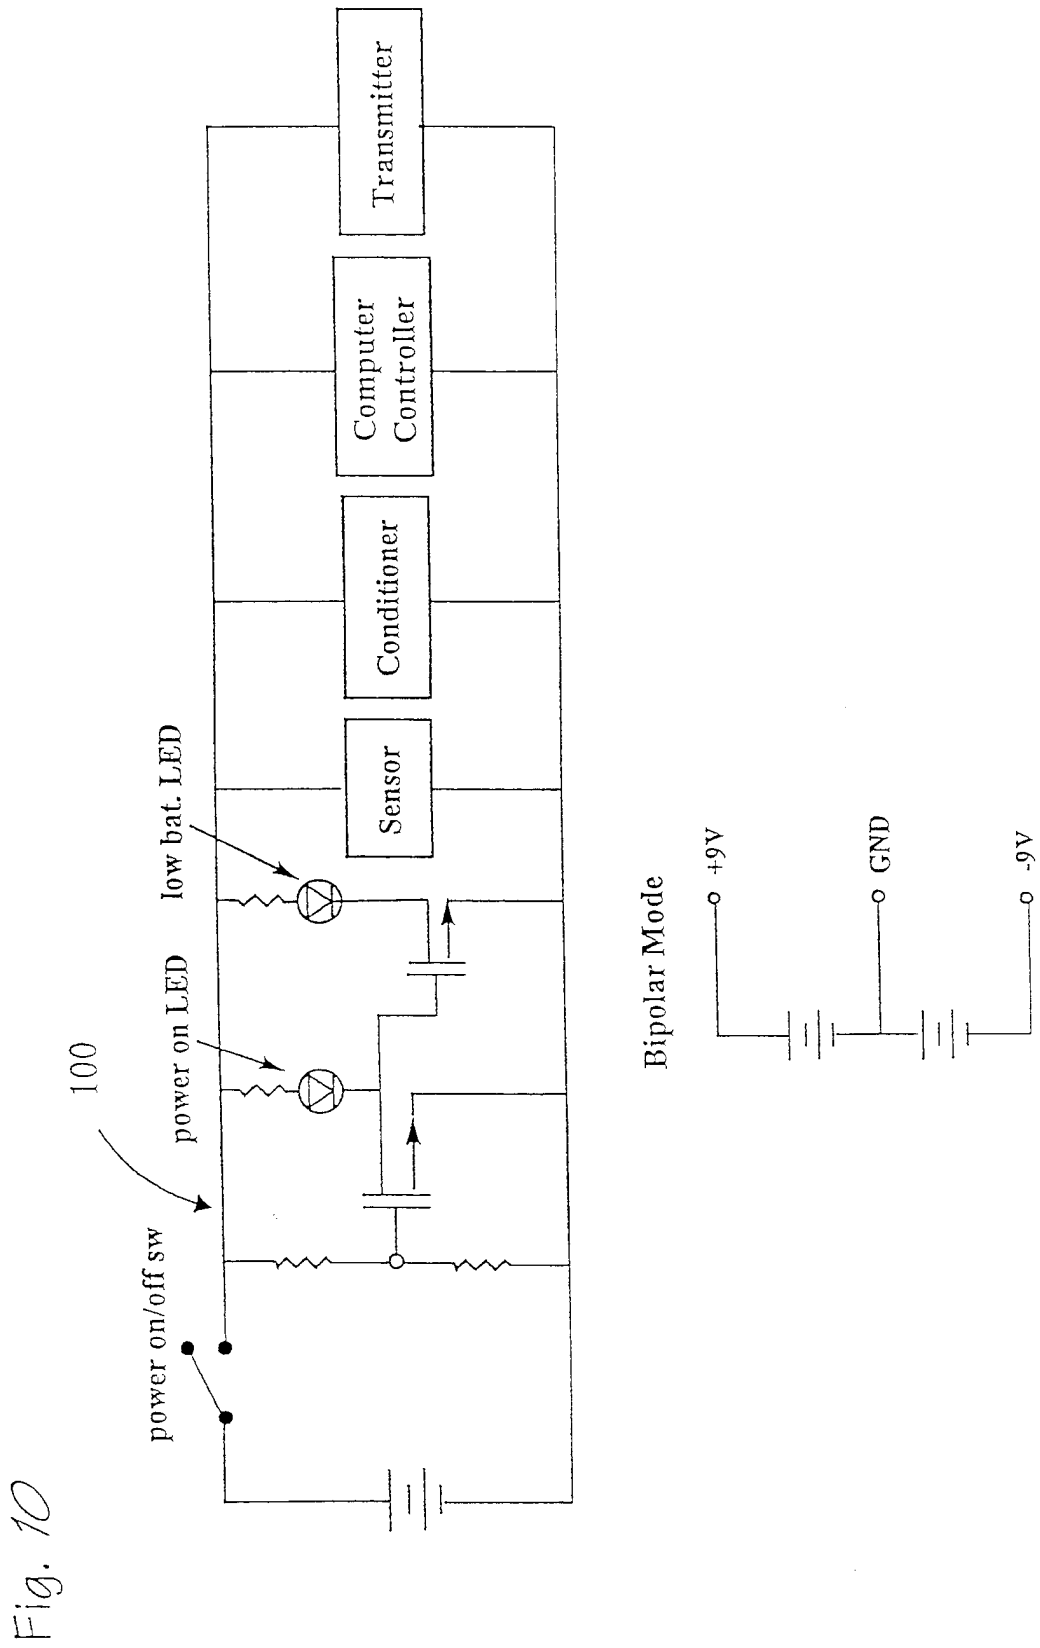 Fig. 10
100
power on/off sw
power on LED
low bat. LED
Sensor
Conditioner
Computer
Controller
Transmitter
Bipolar Mode
+9V
GND
-9V